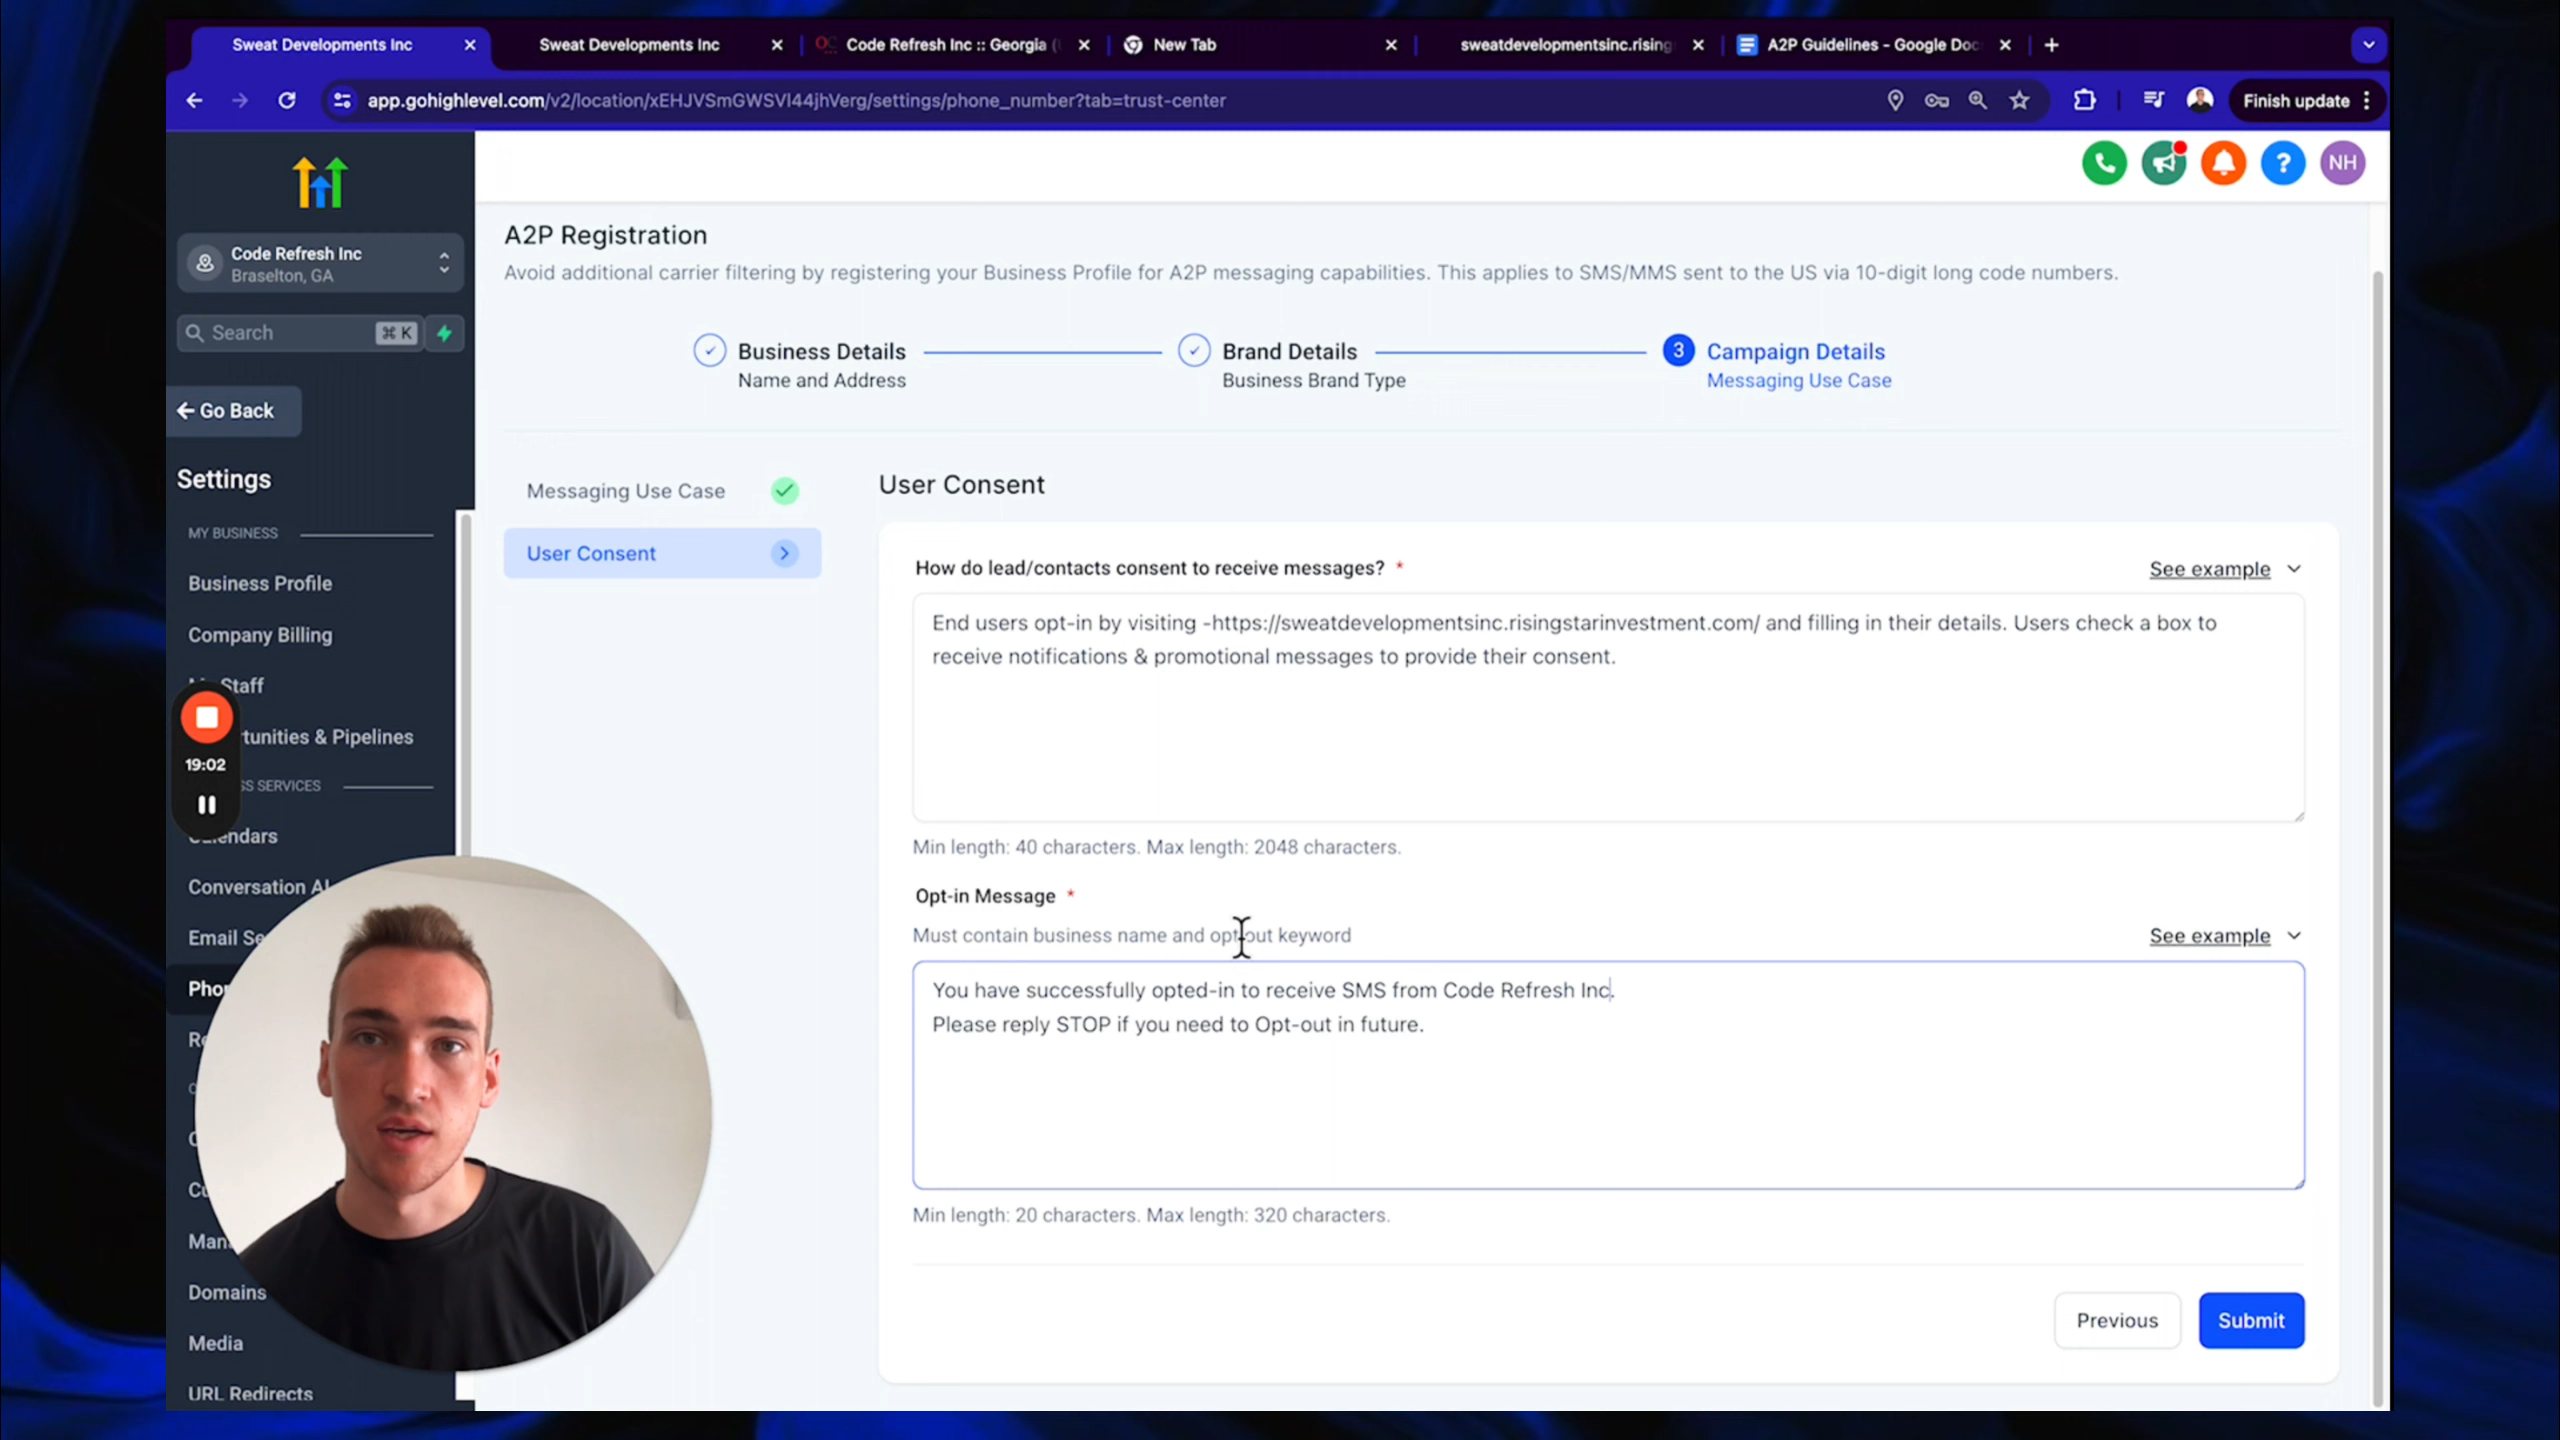 Sweat Developments Inc
Sweat Developments Inc
Code Refresh Inc :: Georgia (
New Tab
sweatdevelopmentsinc.rising
A2P Guidelines - Google Doc
app.gohighlevel.com/v2/location/xEHJVSmGWSVI44jhVerg/settings/phone_number?tab=trust-center
Finish update
NH
Code Refresh Inc
Braselton, GA
Search
⌘ K
Go Back
Settings
MY BUSINESS
Business Profile
Company Billing
Staff
tunities & Pipelines
SERVICES
Conversation AI
Email Se
Pho
Re
Man
Domains
Media
URL Redirects
19:02
A2P Registration
Avoid additional carrier filtering by registering your Business Profile for A2P messaging capabilities. This applies to SMS/MMS sent to the US via 10-digit long code numbers.
Business Details
Name and Address
Brand Details
Business Brand Type
3
Campaign Details
Messaging Use Case
Messaging Use Case
User Consent
User Consent
How do lead/contacts consent to receive messages? *
See example
End users opt-in by visiting -https://sweatdevelopmentsinc.risingstarinvestment.com/ and filling in their details. Users check a box to
receive notifications & promotional messages to provide their consent.
Min length: 40 characters. Max length: 2048 characters.
Opt-in Message *
Must contain business name and opt-out keyword
See example
You have successfully opted-in to receive SMS from Code Refresh Inc.
Please reply STOP if you need to Opt-out in future.
Min length: 20 characters. Max length: 320 characters.
Previous
Submit